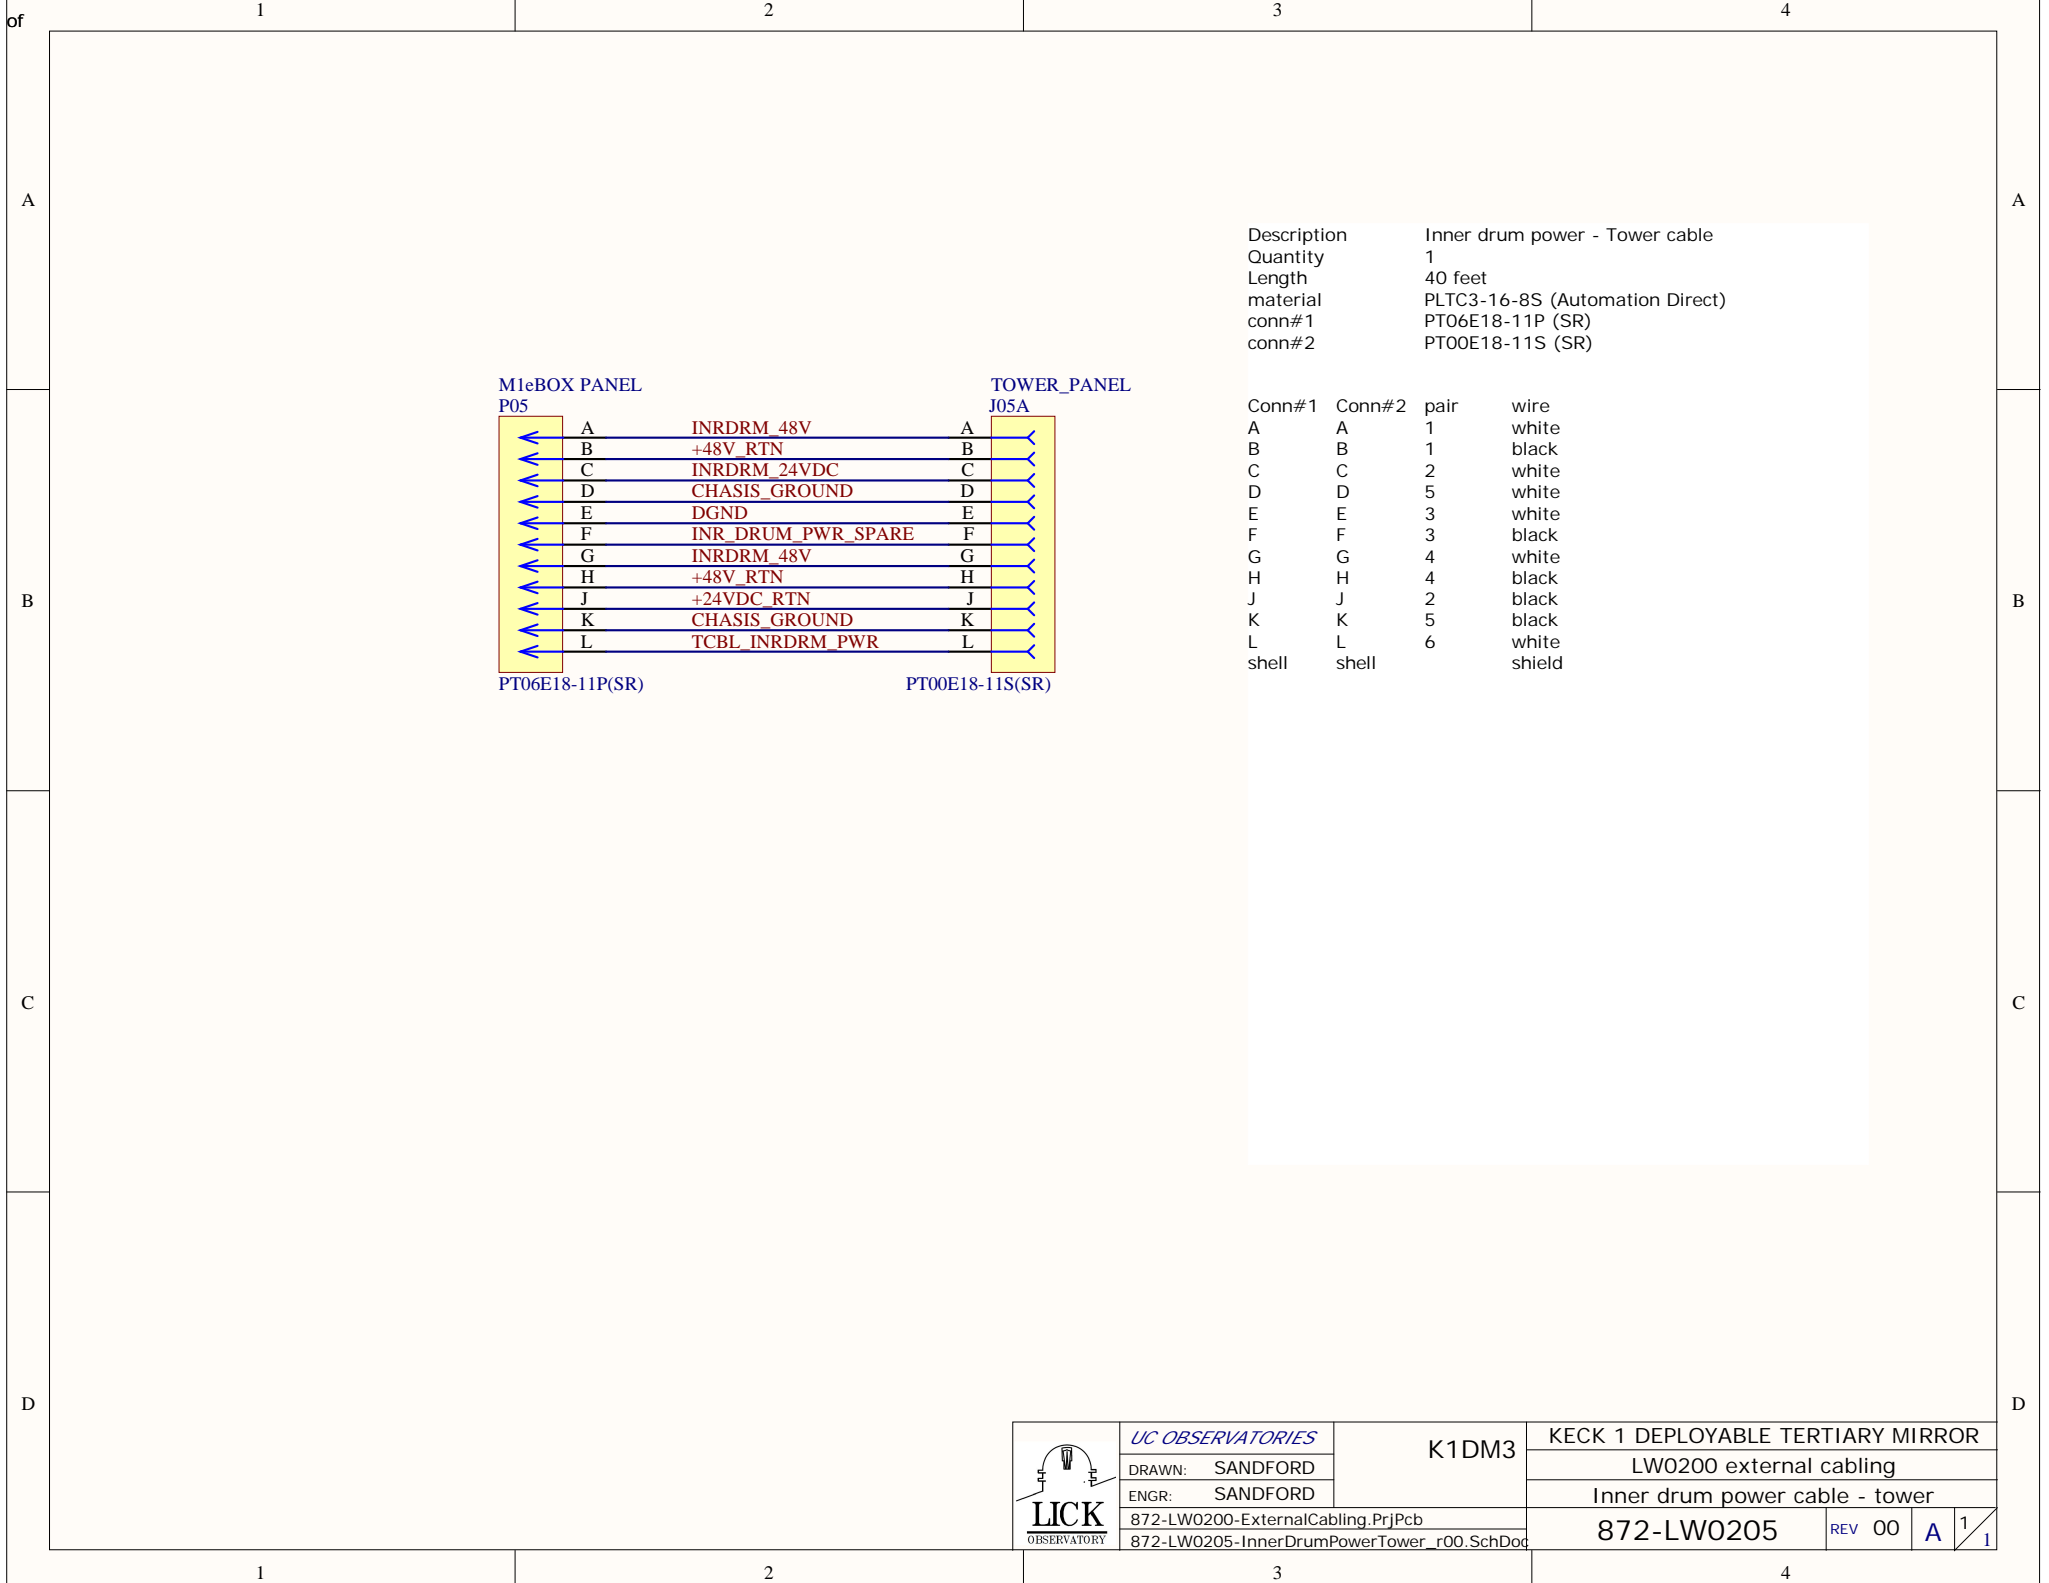 of
1 2 3 4
A A
Description Inner drum power - Tower cable
Quantity 1
Length 40 feet
material PLTC3-16-8S (Automation Direct)
conn#1 PT06E18-11P (SR)
conn#2 PT00E18-11S (SR)
M1eBOX PANEL TOWER_PANEL
P05 J05A
A INRDRM_48V A
B +48V_RTN B
C INRDRM_24VDC C
D CHASIS_GROUND D
E DGND E
F INR_DRUM_PWR_SPARE F
G INRDRM_48V G
H +48V_RTN H
J +24VDC_RTN J
K CHASIS_GROUND K
L TCBL_INRDRM_PWR L
PT06E18-11P(SR) PT00E18-11S(SR)
Conn#1 Conn#2 pair wire
A A 1 white
B B 1 black
C C 2 white
D D 5 white
E E 3 white
F F 3 black
G G 4 white
H H 4 black
J J 2 black
K K 5 black
L L 6 white
shell shell shield
B B
C C
D D
LICK
OBSERVATORY
UC OBSERVATORIES
DRAWN: SANDFORD
ENGR: SANDFORD
K1DM3
872-LW0200-ExternalCabling.PrjPcb
872-LW0205-InnerDrumPowerTower_r00.SchDoc
KECK 1 DEPLOYABLE TERTIARY MIRROR
LW0200 external cabling
Inner drum power cable - tower
872-LW0205 REV 00 A 1/1
1 2 3 4